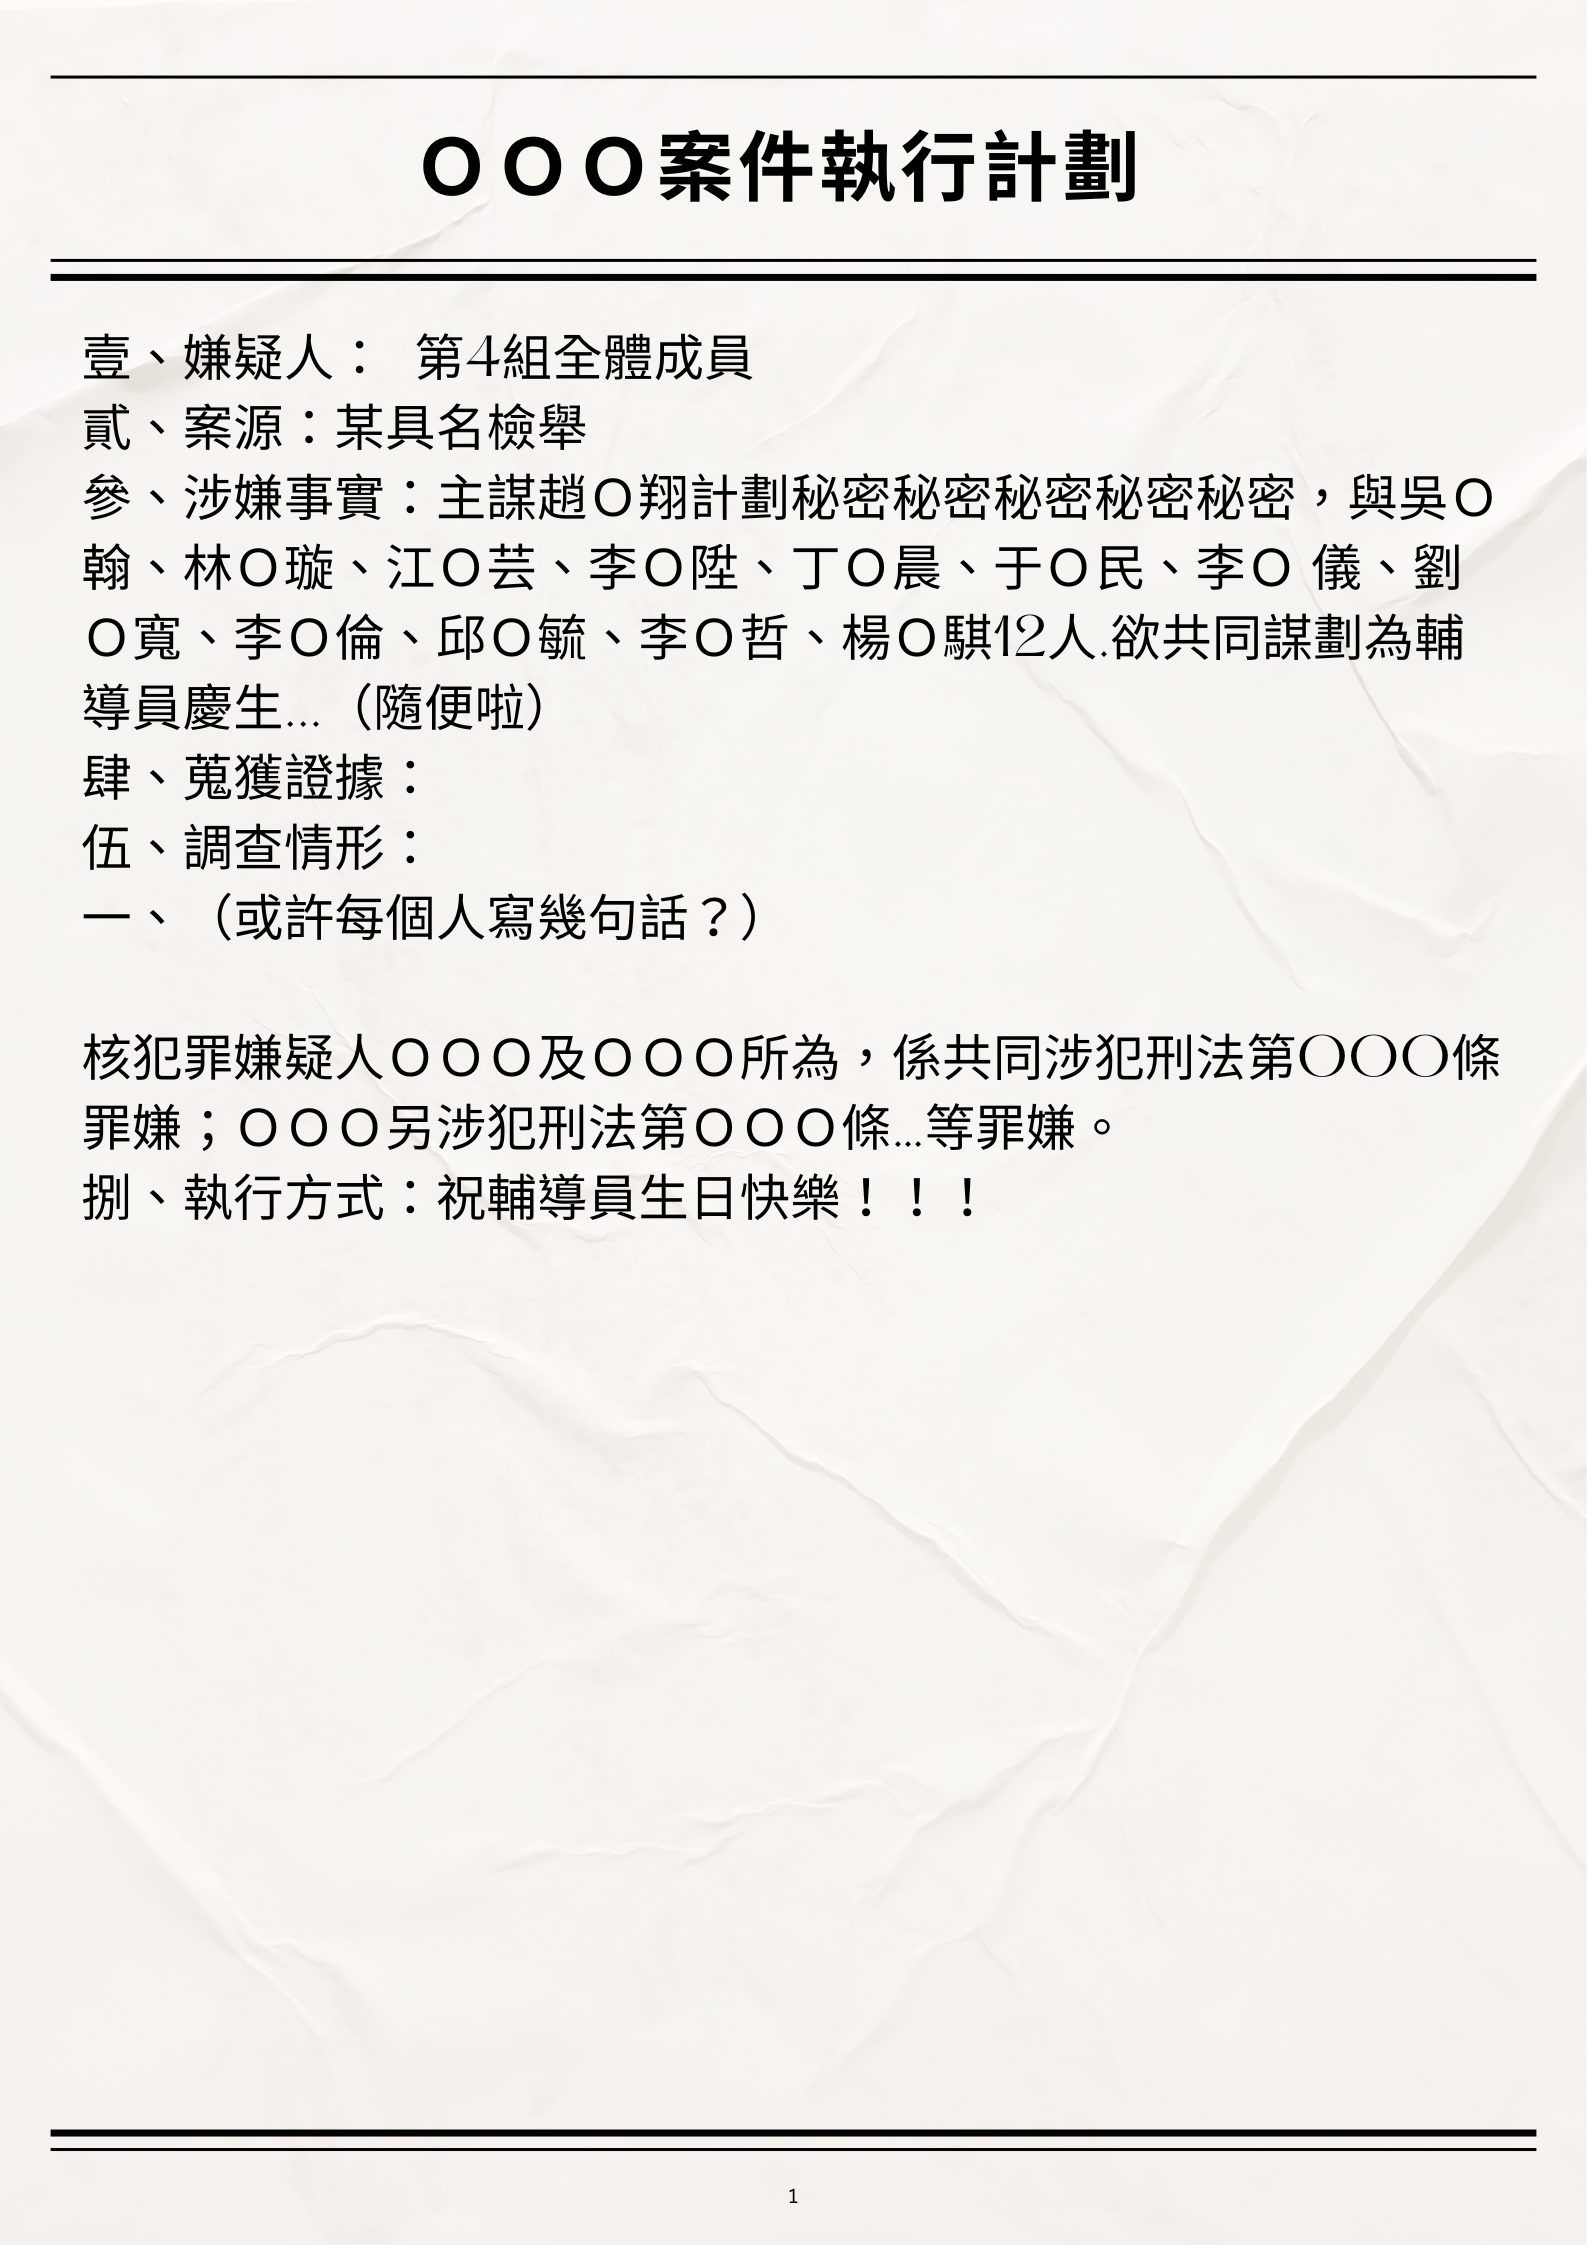 ＯＯＯ案件執行計劃
壹、嫌疑人： 第4組全體成員
貳、案源：某具名檢舉
參、涉嫌事實：主謀趙Ｏ翔計劃秘密秘密秘密秘密秘密，與吳Ｏ
翰、林Ｏ璇、江Ｏ芸、李Ｏ陞、丁Ｏ晨、于Ｏ民、李Ｏ 儀、劉
Ｏ寬、李Ｏ倫、邱Ｏ毓、李Ｏ哲、楊Ｏ騏12人.欲共同謀劃為輔
導員慶生...（隨便啦）
肆、蒐獲證據：
伍、調查情形：
一、（或許每個人寫幾句話？）
核犯罪嫌疑人ＯＯＯ及ＯＯＯ所為，係共同涉犯刑法第〇〇〇條
罪嫌；ＯＯＯ另涉犯刑法第ＯＯＯ條...等罪嫌。
捌、執行方式：祝輔導員生日快樂！！！
1